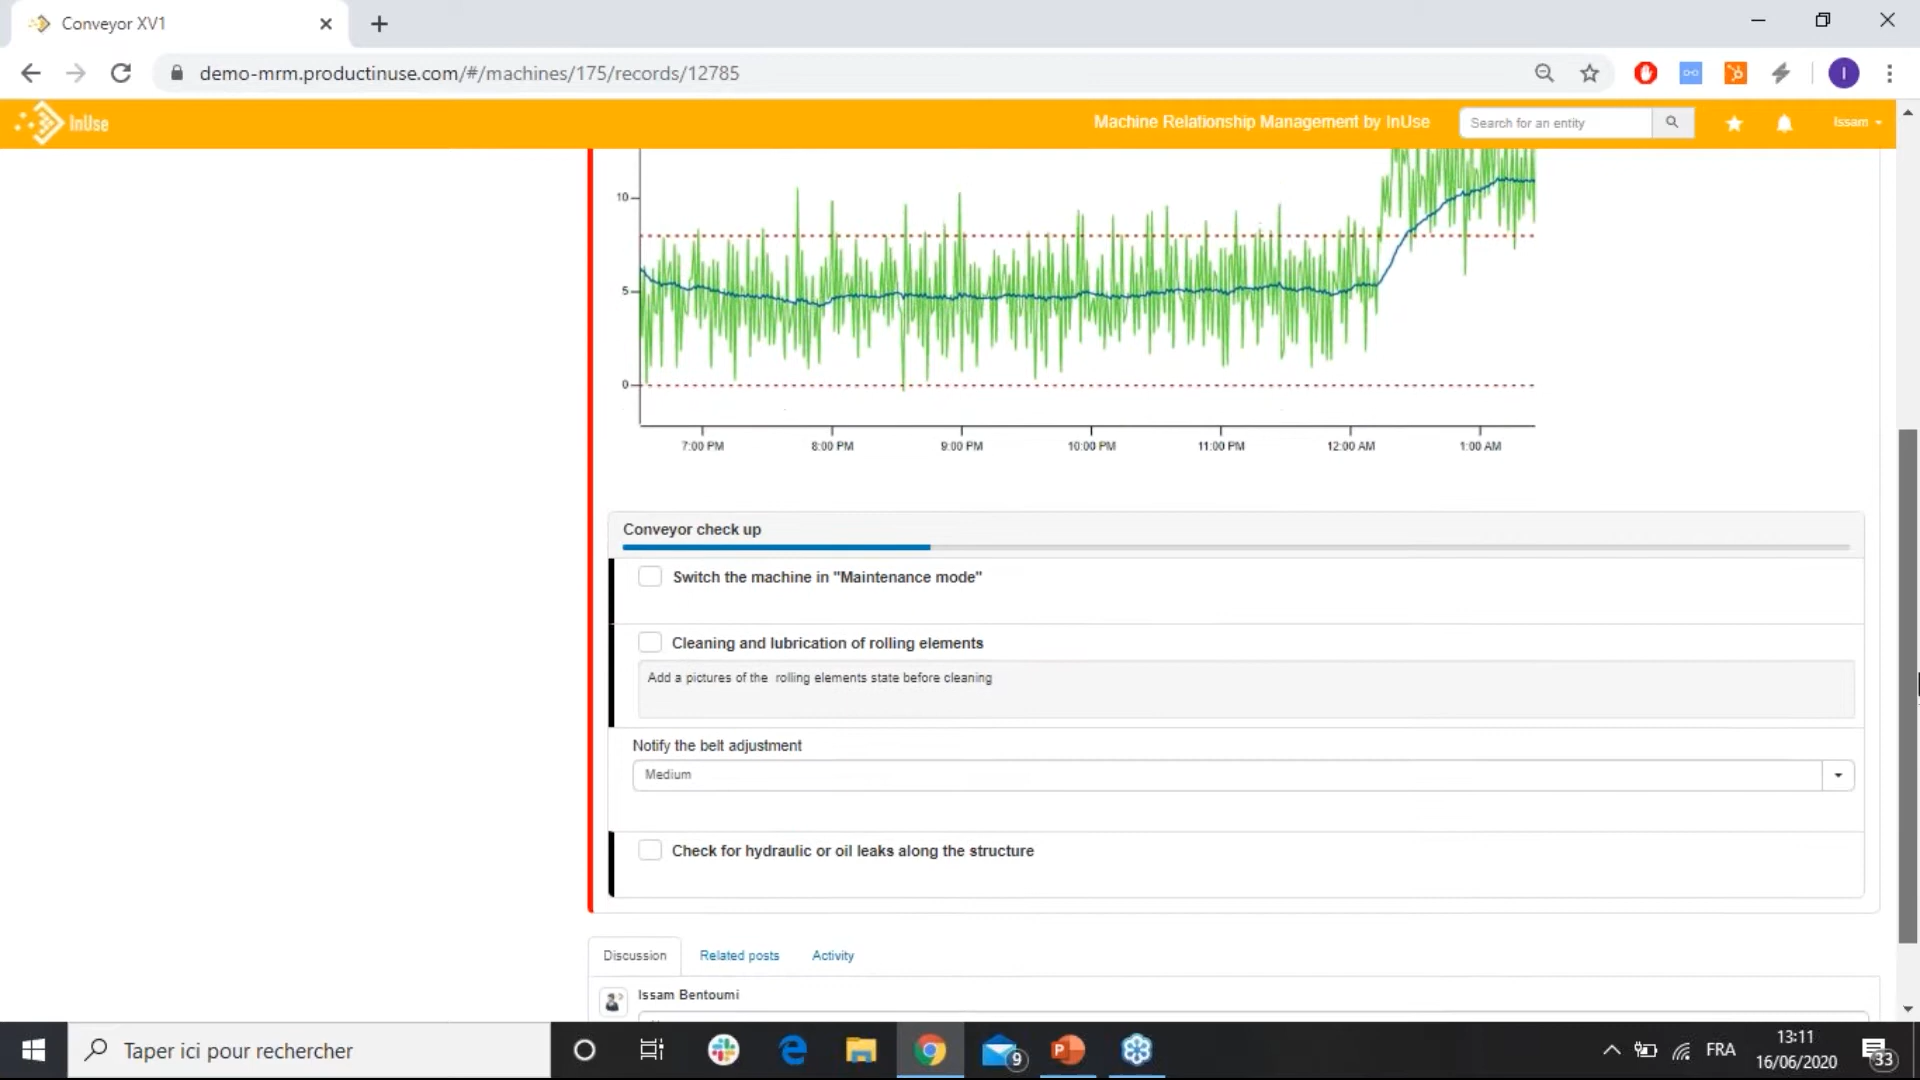 Conveyor XV1
demo-mrm.productinuse.com/#/machines/175/records/12785
I
InUse
Machine Relationship Management by InUse
Search for an entity
Issam
10
5
0
7:00 PM 8:00 PM 9:00 PM 10:00 PM 11:00 PM 12:00 AM 1:00 AM
Conveyor check up
Switch the machine in "Maintenance mode"
Cleaning and lubrication of rolling elements
Add a pictures of the rolling elements state before cleaning
Notify the belt adjustment
Medium
Check for hydraulic or oil leaks along the structure
Discussion Related posts Activity
Issam Bentoumi
Taper ici pour rechercher
9
P
FRA
13:11
16/06/2020
33